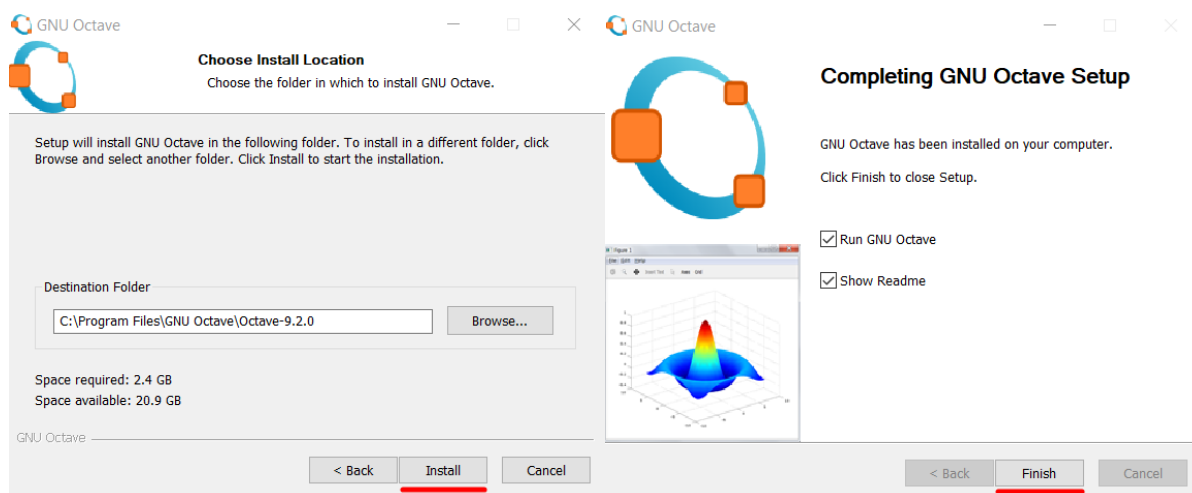 GNU Octave
Choose Install Location
Choose the folder in which to install GNU Octave.
Setup will install GNU Octave in the following folder. To install in a different folder, click
Browse and select another folder. Click Install to start the installation.
Destination Folder
C:\Program Files\GNU Octave\Octave-9.2.0
Browse...
Space required: 2.4 GB
Space available: 20.9 GB
GNU Octave
< Back
Install
Cancel
GNU Octave
Completing GNU Octave Setup
GNU Octave has been installed on your computer.
Click Finish to close Setup.
Run GNU Octave
Show Readme
Figure 1
< Back
Finish
Cancel